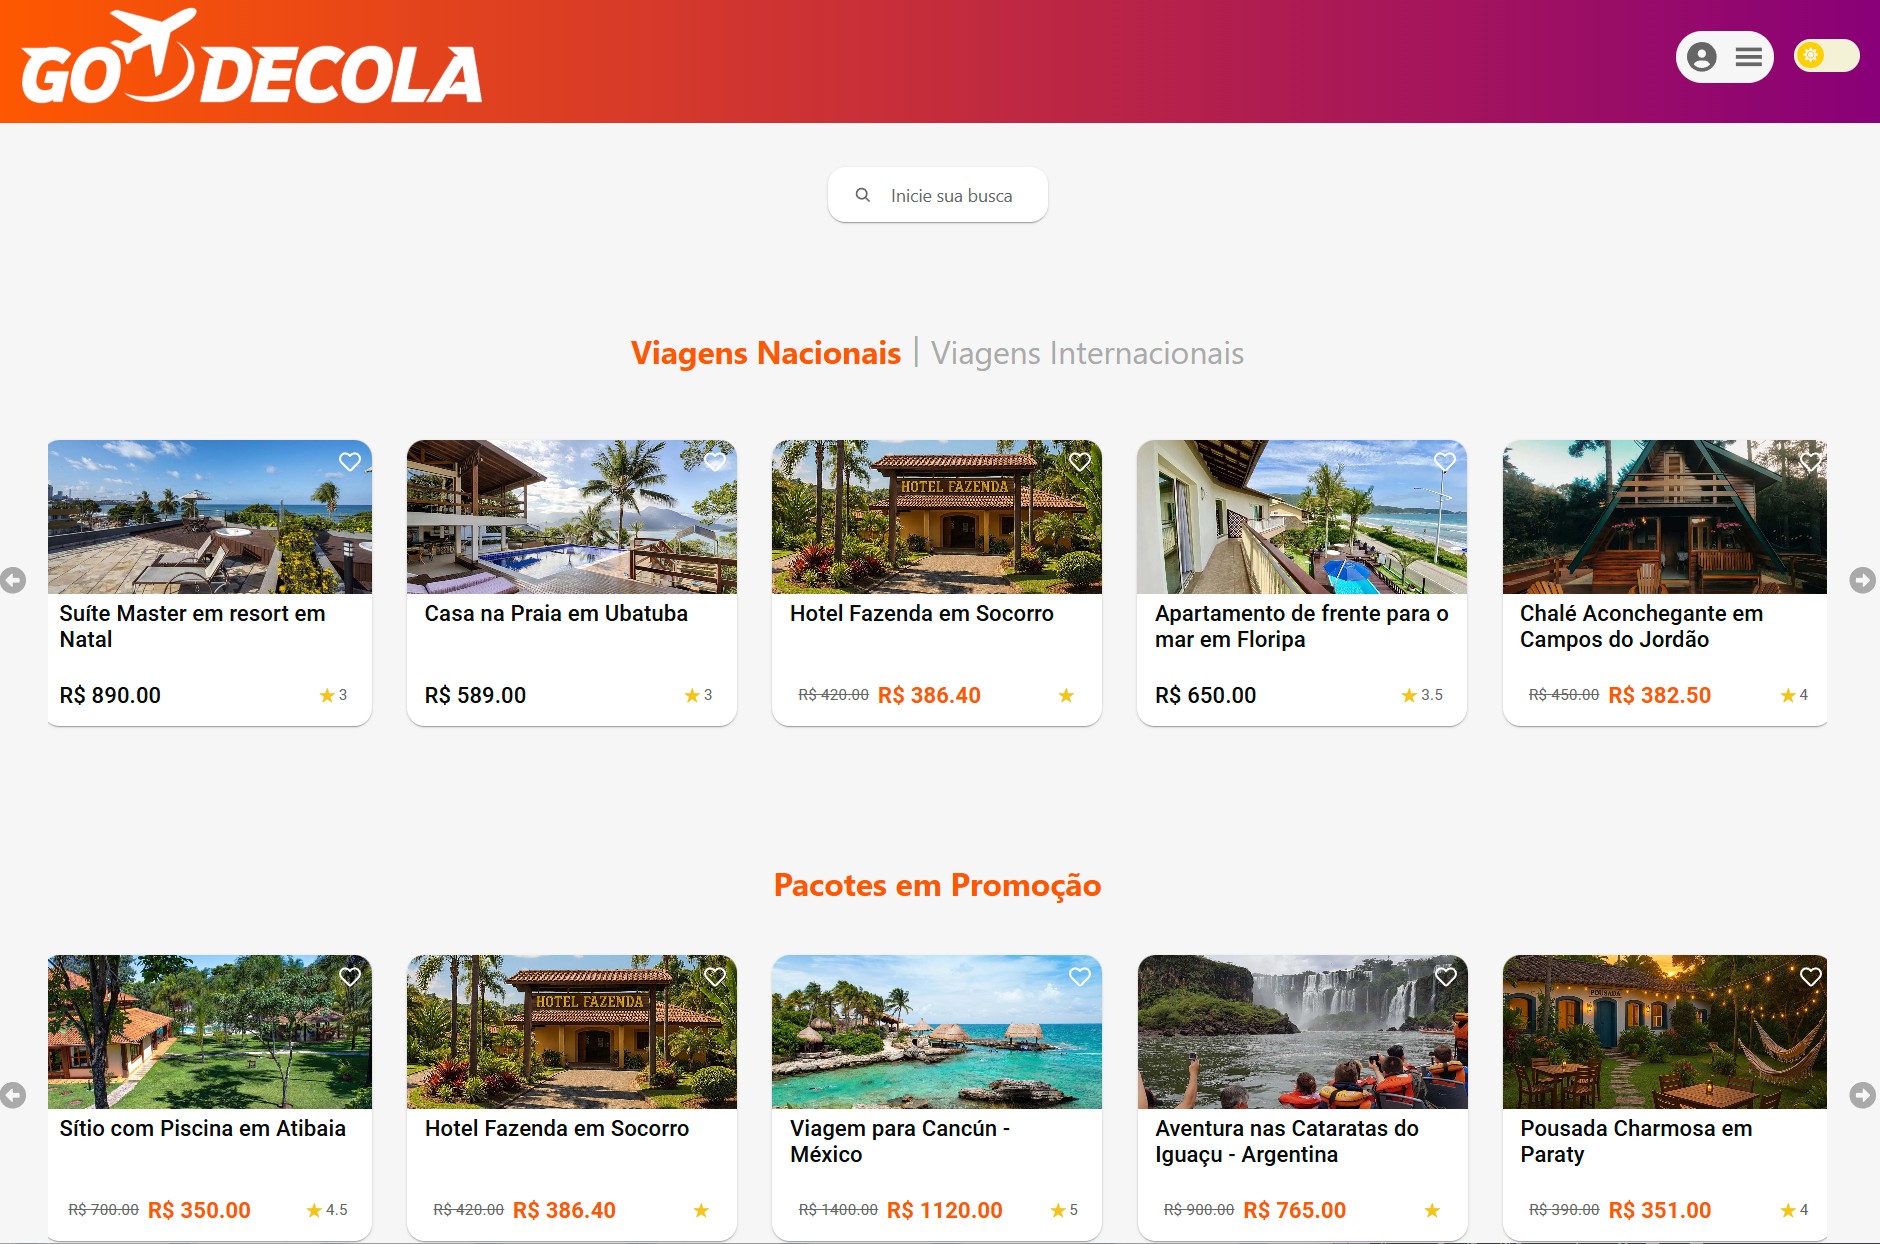 GO DECOLA
Inicie sua busca
Viagens Nacionais | Viagens Internacionais
HOTEL FAZENDA
Suíte Master em resort em
Natal
R$ 890.00
3
Casa na Praia em Ubatuba
R$ 589.00
3
Hotel Fazenda em Socorro
R$ 420.00 R$ 386.40
Apartamento de frente para o
mar em Floripa
R$ 650.00
3.5
Chalé Aconchegante em
Campos do Jordão
R$ 450.00 R$ 382.50
4
Pacotes em Promoção
HOTEL FAZENDA
POUSADA
Sítio com Piscina em Atibaia
R$ 700.00 R$ 350.00
4.5
Hotel Fazenda em Socorro
R$ 420.00 R$ 386.40
Viagem para Cancún -
México
R$ 1400.00 R$ 1120.00
5
Aventura nas Cataratas do
Iguaçu - Argentina
R$ 900.00 R$ 765.00
Pousada Charmosa em
Paraty
R$ 390.00 R$ 351.00
4